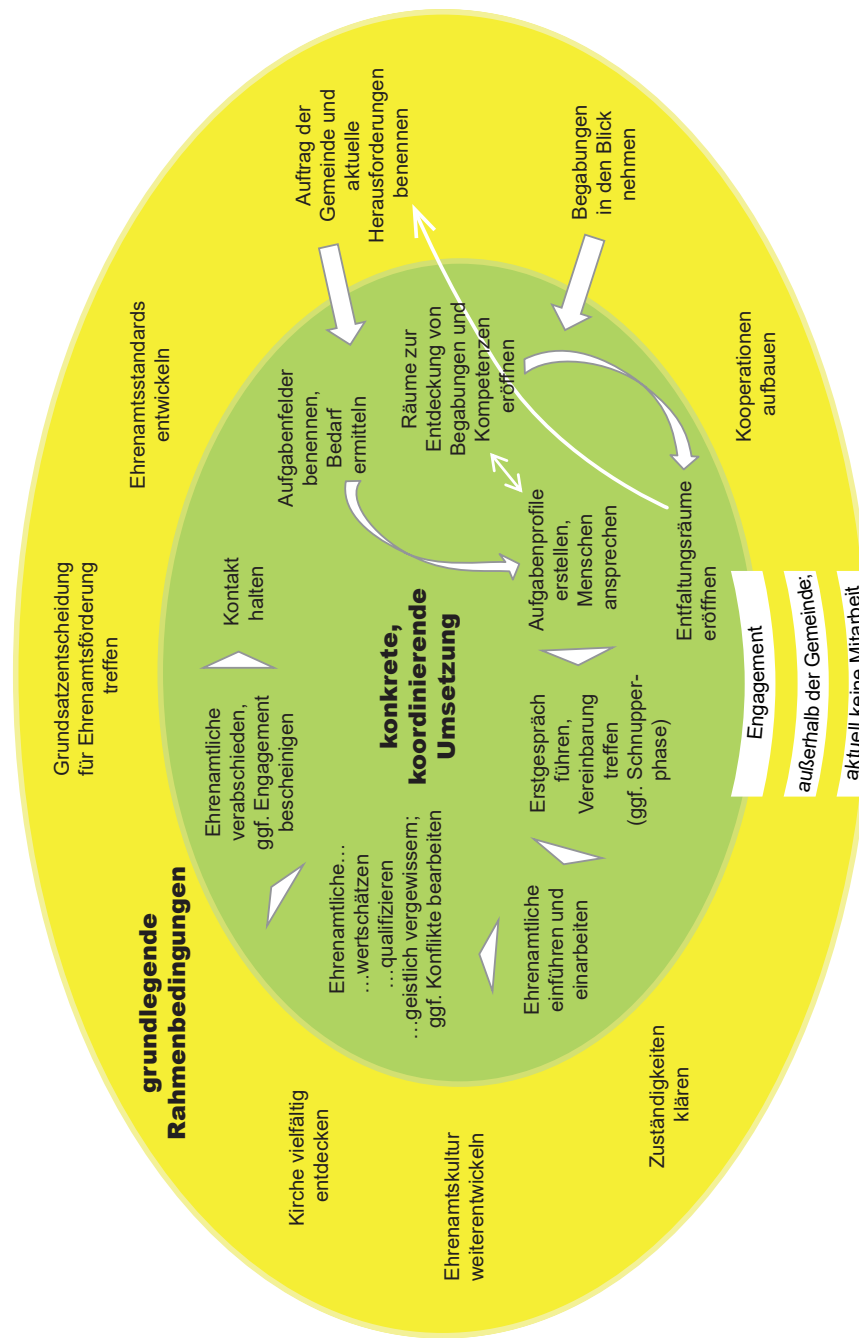 grundlegende
Rahmenbedingungen
Grundsatzentscheidung
für Ehrenamtsförderung
treffen
Ehrenamtsstandards
entwickeln
Auftrag der
Gemeinde und
aktuelle
Herausforderungen
benennen
Begabungen
in den Blick
nehmen
Kooperationen
aufbauen
Zuständigkeiten
klären
Ehrenamtskultur
weiterentwickeln
Kirche vielfältig
entdecken
konkrete,
koordinierende
Umsetzung
Aufgabenfelder
benennen,
Bedarf
ermitteln
Räume zur
Entdeckung von
Begabungen und
Kompetenzen
eröffnen
Aufgabenprofile
erstellen,
Menschen
ansprechen
Entfaltungsräume
eröffnen
Erstgespräch
führen,
Vereinbarung
treffen
(ggf. Schnupper-
phase)
Ehrenamtliche
einführen und
einarbeiten
Ehrenamtliche…
…wertschätzen
…qualifizieren
…geistlich vergewissern;
ggf. Konflikte bearbeiten
Ehrenamtliche
verabschieden,
ggf. Engagement
bescheinigen
Kontakt
halten
Engagement
außerhalb der Gemeinde;
aktuell keine Mitarbeit